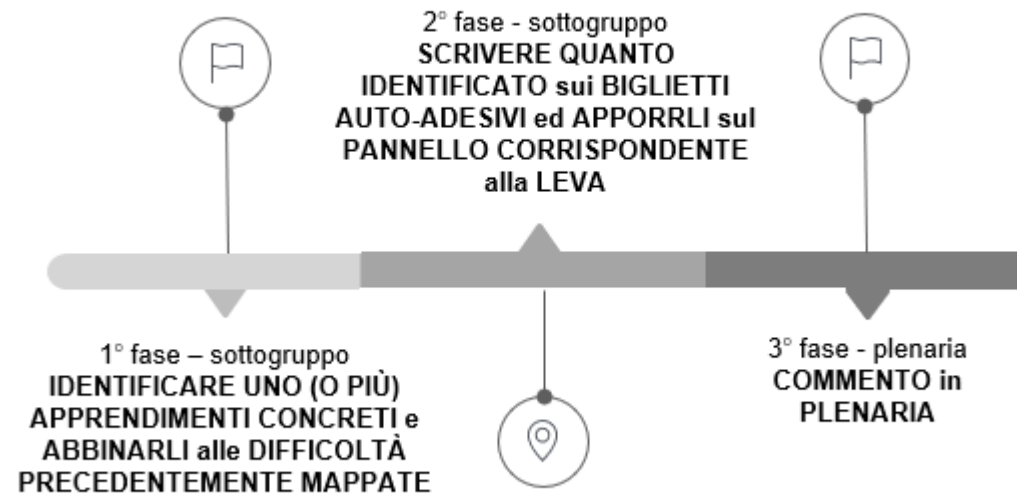 1° fase – sottogruppo
IDENTIFICARE UNO (O PIÙ)
APPRENDIMENTI CONCRETI e
ABBINARLI alle DIFFICOLTÀ
PRECEDENTEMENTE MAPPATE
2° fase - sottogruppo
SCRIVERE QUANTO
IDENTIFICATO sui BIGLIETTI
AUTO-ADESIVI ed APPORRLI sul
PANNELLO CORRISPONDENTE
alla LEVA
3° fase - plenaria
COMMENTO in
PLENARIA